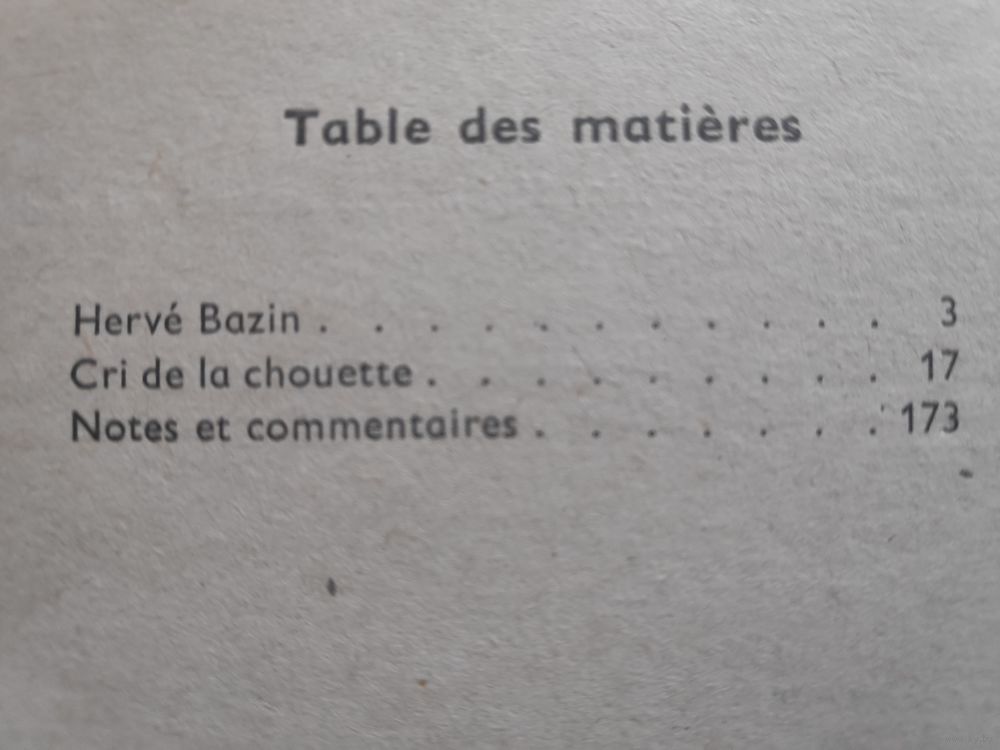 Table des matières
Hervé Bazin . . . . . . . . . . . 3
Cri de la chouette . . . . . . . . . 17
Notes et commentaires . . . . . . . 173